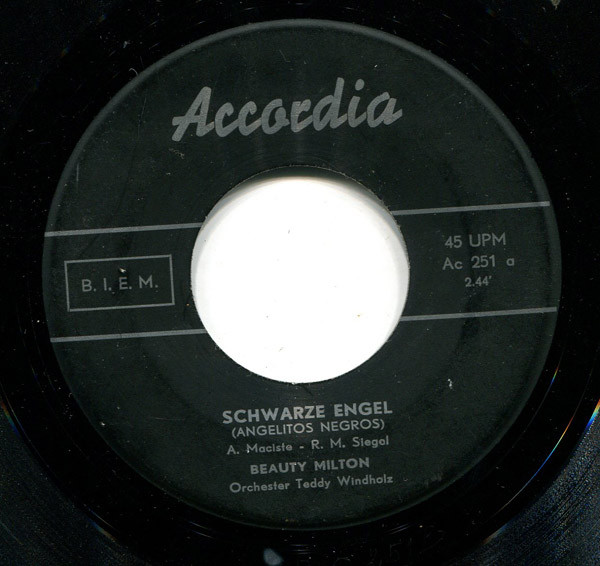 Accordia
45 UPM
Ac 251 a
2.44'
B. I. E. M.
SCHWARZE ENGEL
(ANGELITOS NEGROS)
A. Maciste - R. M. Siegel
BEAUTY MILTON
Orchester Teddy Windholz